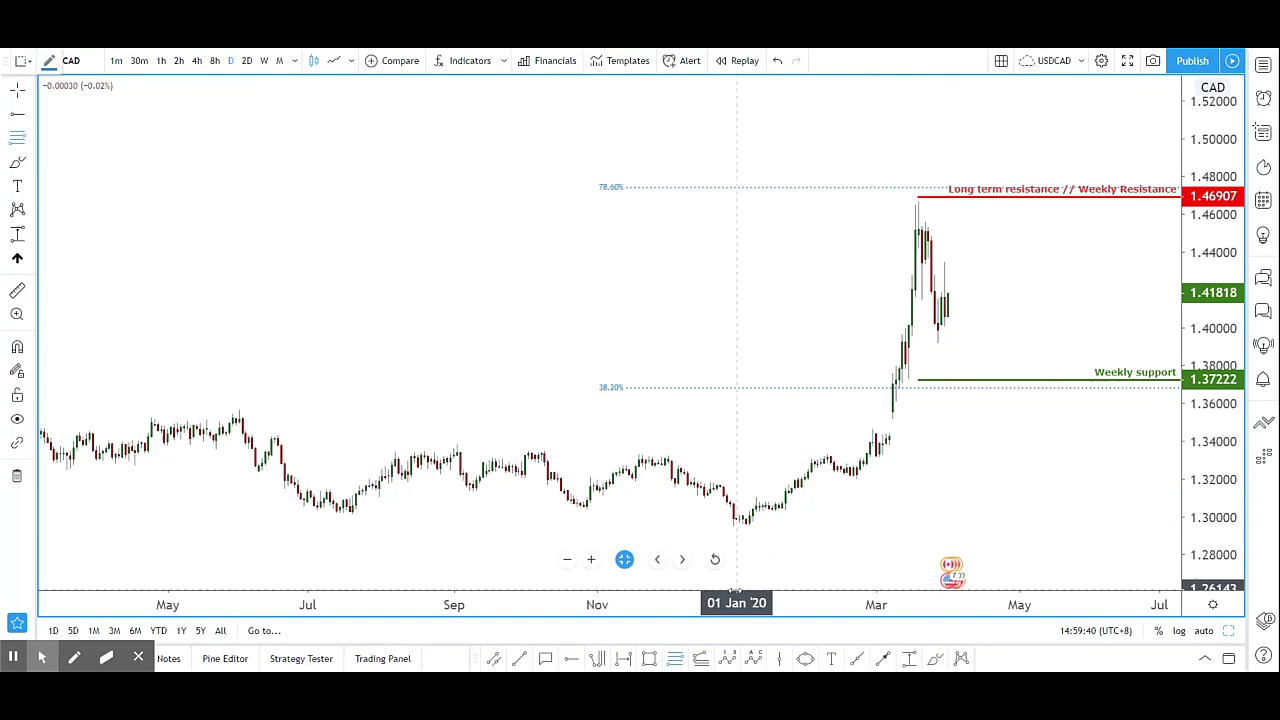 CAD 1m 30m 1h 2h 4h 8h D 2D W M Compare Indicators Financials Templates Alert Replay USDCAD Publish
−0.00030 (−0.02%)
CAD
1.52000
1.50000
1.48000
78.60%
Long term resistance // Weekly Resistance
1.46907
1.46000
1.44000
1.41818
1.40000
1.38000
Weekly support
1.37222
38.20%
1.36000
1.34000
1.32000
1.30000
1.28000
1.26143
May Jul Sep Nov 01 Jan '20 Mar May Jul
1D 5D 1M 3M 6M YTD 1Y 5Y All Go to... 14:59:40 (UTC+8) % log auto
Notes Pine Editor Strategy Tester Trading Panel